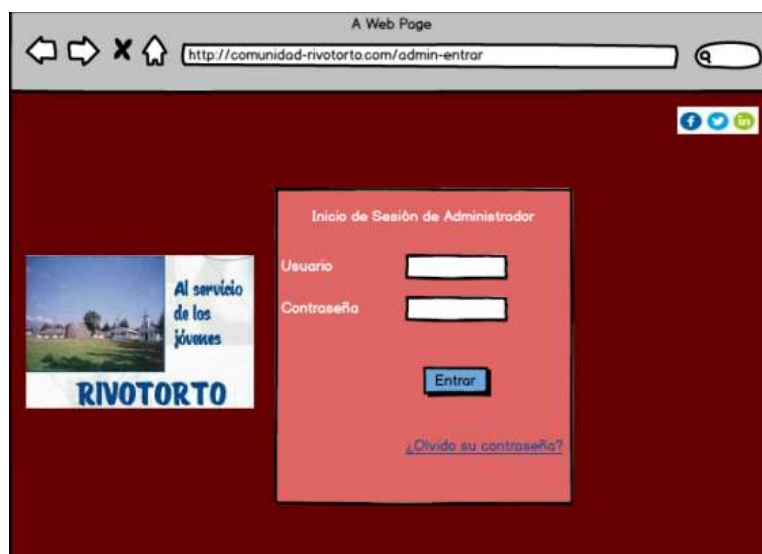 A Web Page
http://comunidad-rivotorto.com/admin-entrar
f in
Inicio de Sesión de Administrador
Usuario
Contraseña
Al servicio
de los
jóvenes
RIVOTORTO
Entrar
¿Olvido su contraseña?